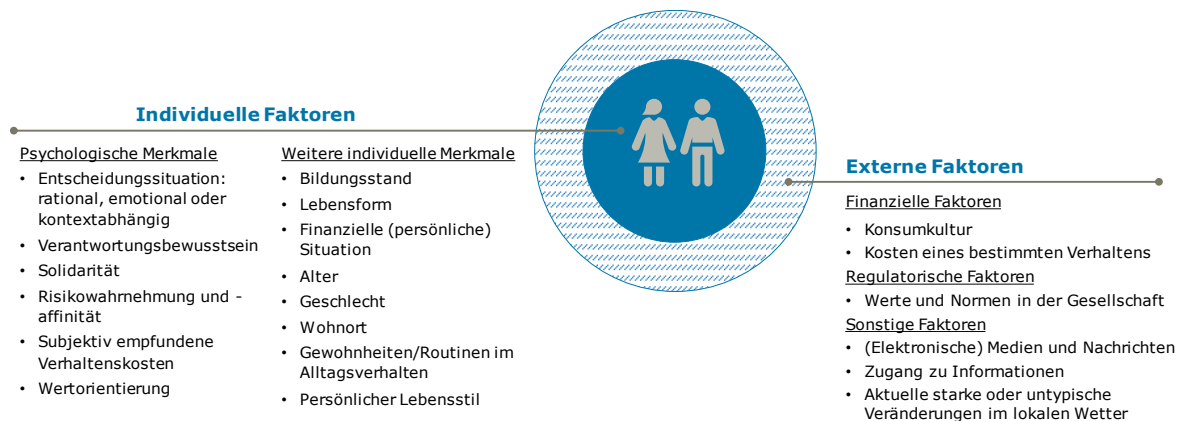 Individuelle Faktoren
Psychologische Merkmale
• Entscheidungssituation:
rational, emotional oder
kontextabhängig
• Verantwortungsbewusstsein
• Solidarität
• Risikowahrnehmung und -
affinität
• Subjektiv empfundene
Verhaltenskosten
• Wertorientierung
Weitere individuelle Merkmale
• Bildungsstand
• Lebensform
• Finanzielle (persönliche)
Situation
• Alter
• Geschlecht
• Wohnort
• Gewohnheiten/Routinen im
Alltagsverhalten
• Persönlicher Lebensstil
Externe Faktoren
Finanzielle Faktoren
• Konsumkultur
• Kosten eines bestimmten Verhaltens
Regulatorische Faktoren
• Werte und Normen in der Gesellschaft
Sonstige Faktoren
• (Elektronische) Medien und Nachrichten
• Zugang zu Informationen
• Aktuelle starke oder untypische
Veränderungen im lokalen Wetter